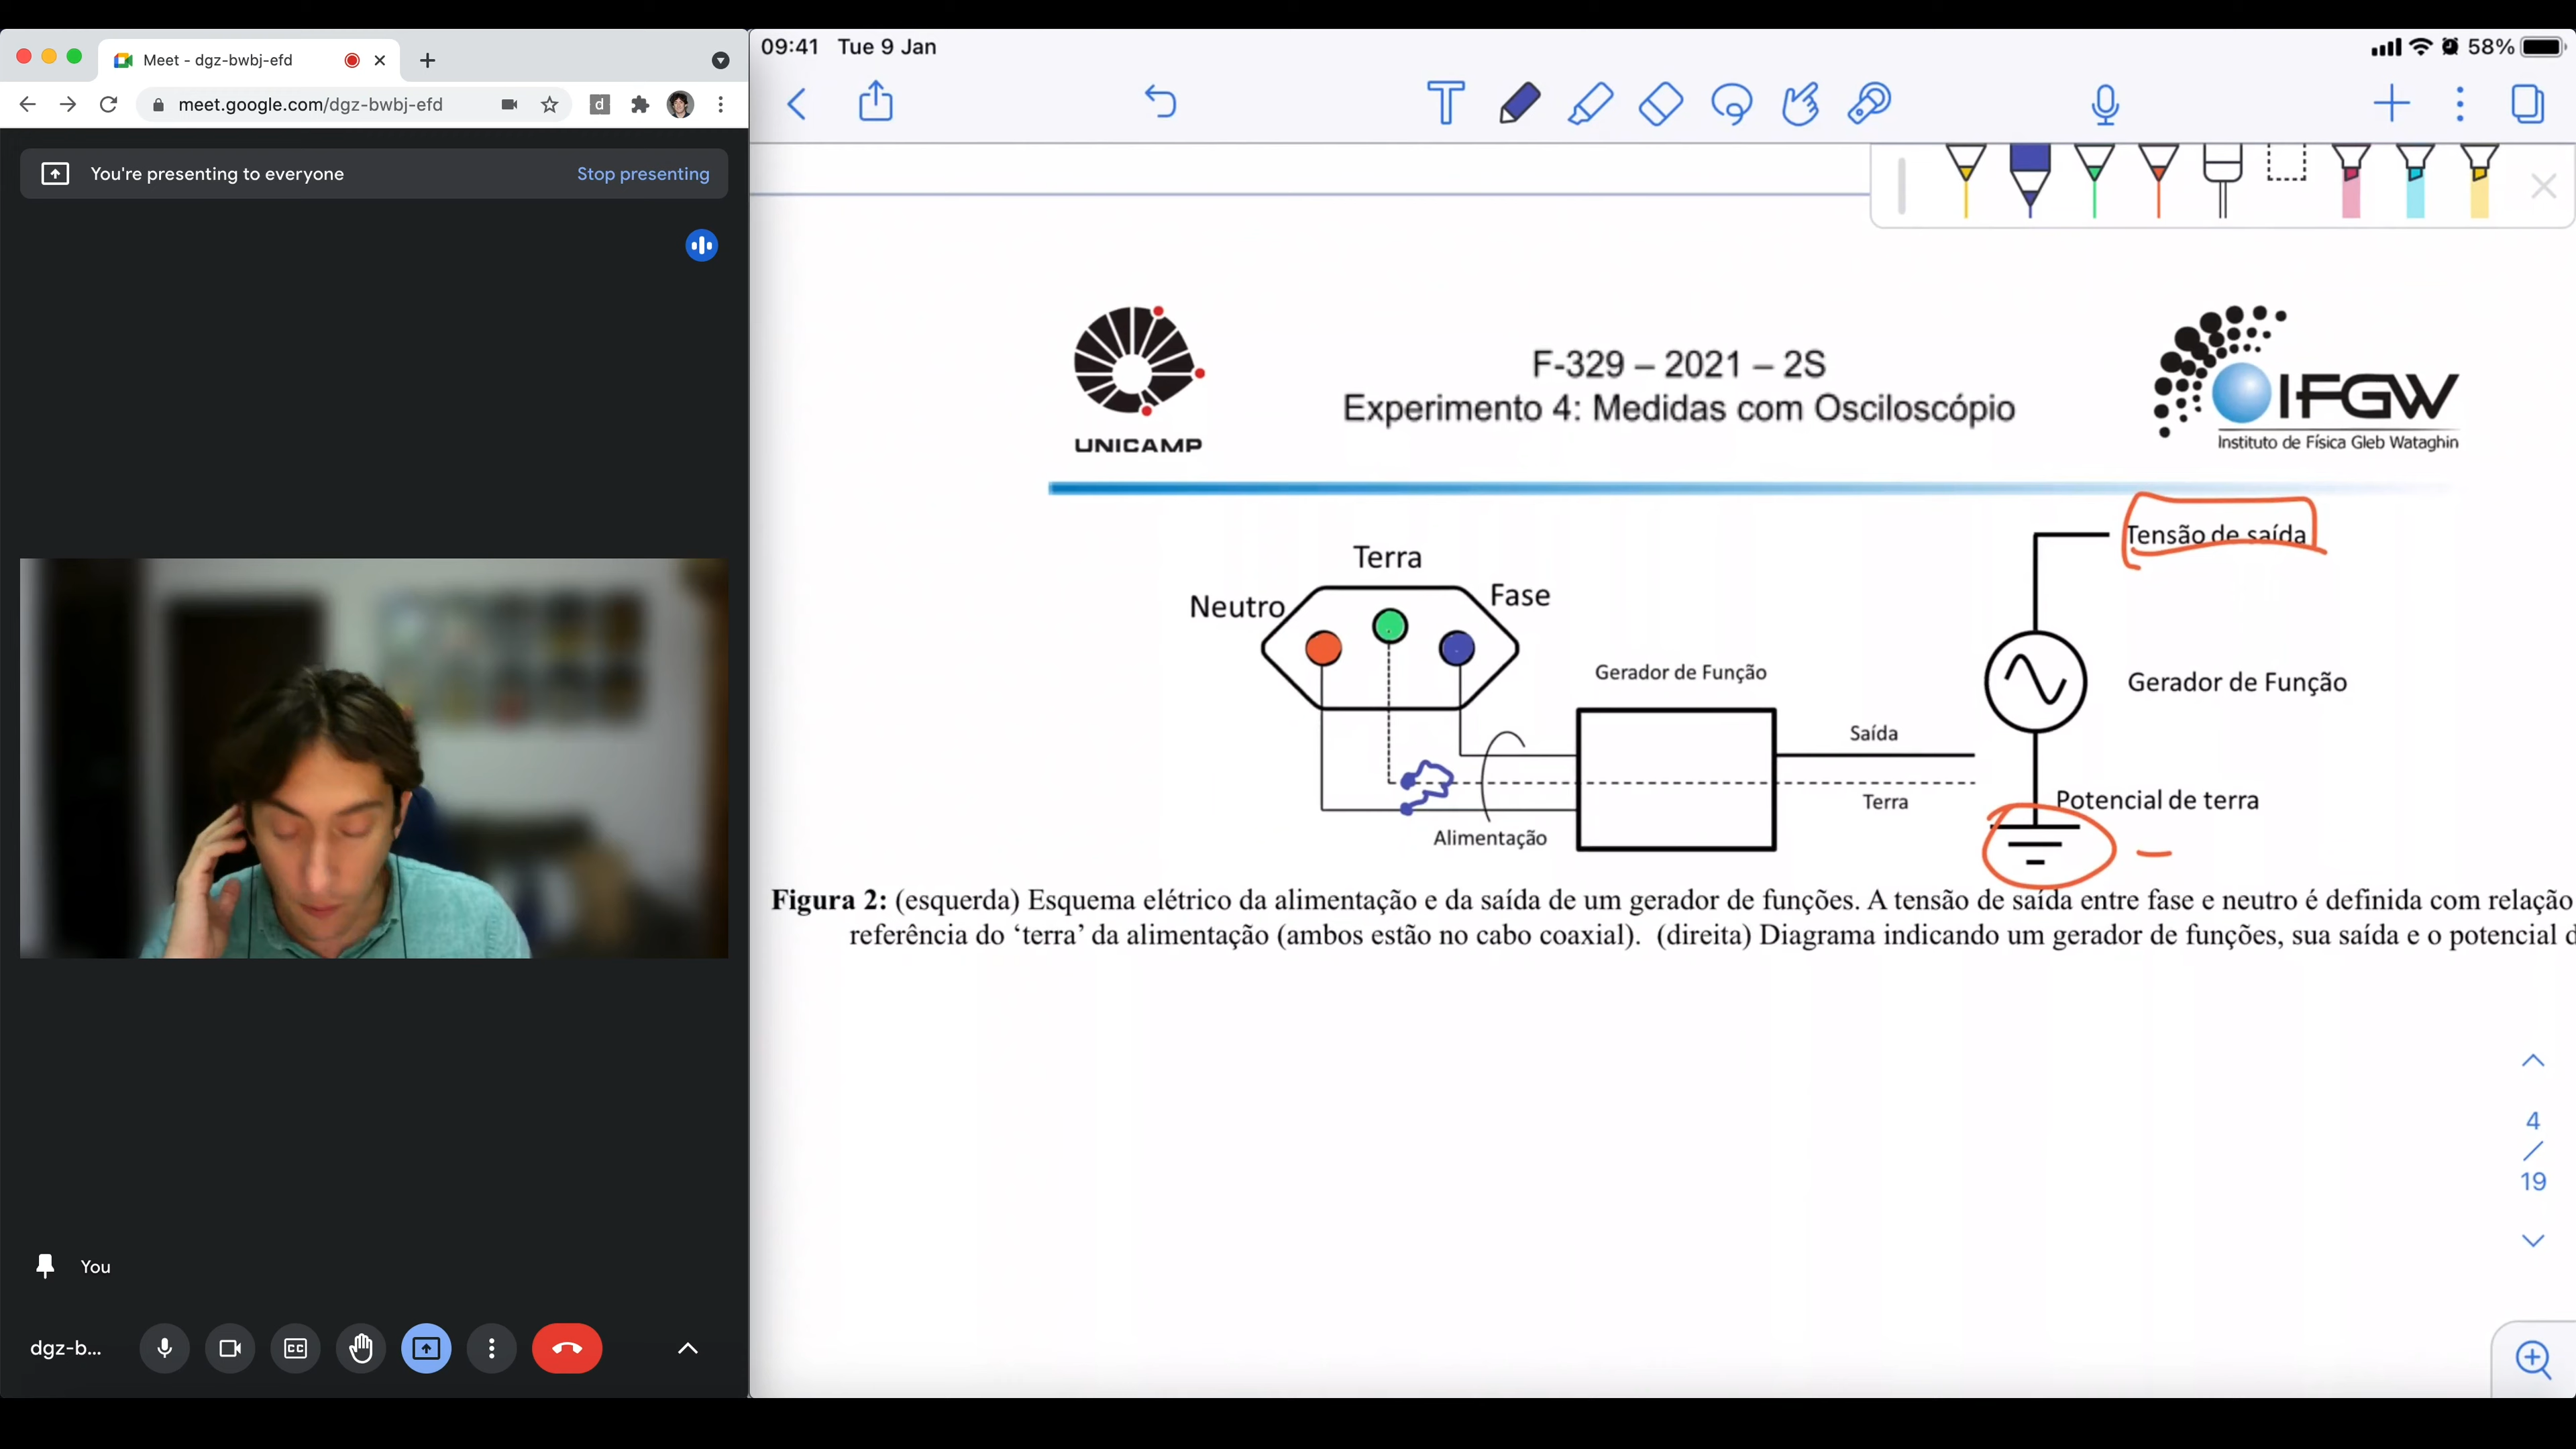 Meet - dgz-bwbj-efd
meet.google.com/dgz-bwbj-efd
d
You're presenting to everyone
Stop presenting
You
dgz-b...
CC
09:41 Tue 9 Jan
58%
T
UNICAMP
F-329 – 2021 – 2S
Experimento 4: Medidas com Osciloscópio
IFGW
Instituto de Física Gleb Wataghin
Tensão de saída
Terra
Neutro
Fase
Gerador de Função
Gerador de Função
Saída
Terra
Potencial de terra
Alimentação
Figura 2: (esquerda) Esquema elétrico da alimentação e da saída de um gerador de funções. A tensão de saída entre fase e neutro é definida com relação
referência do ‘terra’ da alimentação (ambos estão no cabo coaxial). (direita) Diagrama indicando um gerador de funções, sua saída e o potencial d
4
/
19